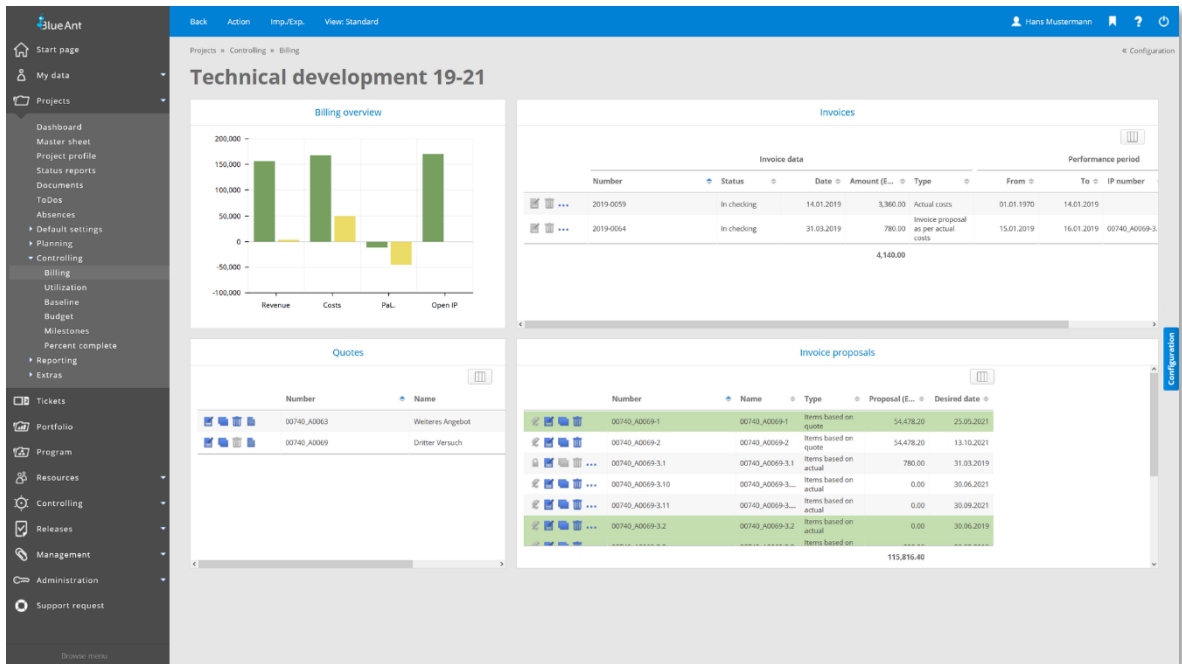 BlueAnt
Back Action Imp./Exp. View: Standard
Hans Mustermann ?
Start page
My data
Projects
Dashboard
Master sheet
Project profile
Status reports
Documents
ToDos
Absences
Default settings
Planning
Controlling
Billing
Utilization
Baseline
Budget
Milestones
Percent complete
Reporting
Extras
Tickets
Portfolio
Program
Resources
Controlling
Releases
Management
Administration
Support request
Browse menu
Projects » Controlling » Billing
« Configuration
Technical development 19-21
Billing overview
200,000
150,000
100,000
50,000
0
-50,000
-100,000
Revenue Costs PaL. Open IP
Invoices
Invoice data Performance period
Number Status Date Amount (E... Type From To IP number
2019-0059 In checking 14.01.2019 3,360.00 Actual costs 01.01.1970 14.01.2019
Invoice proposal
2019-0064 In checking 31.03.2019 780.00 as per actual 15.01.2019 16.01.2019 00740_A0069-3.
costs
4,140.00
Configuration
Quotes
Number Name
00740_A0063 Weiteres Angebot
00740_A0069 Dritter Versuch
Invoice proposals
Number Name Type Proposal (E... Desired date
00740_A0069-1 00740_A0069-1 Items based on quote 54,478.20 25.05.2021
00740_A0069-2 00740_A0069-2 Items based on quote 54,478.20 13.10.2021
00740_A0069-3.1 00740_A0069-3.1 Items based on actual 780.00 31.03.2019
00740_A0069-3.10 00740_A0069-3.... Items based on actual 0.00 30.06.2021
00740_A0069-3.11 00740_A0069-3.... Items based on actual 0.00 30.09.2021
00740_A0069-3.2 00740_A0069-3.2 Items based on actual 0.00 30.06.2019
Items based on
115,816.40